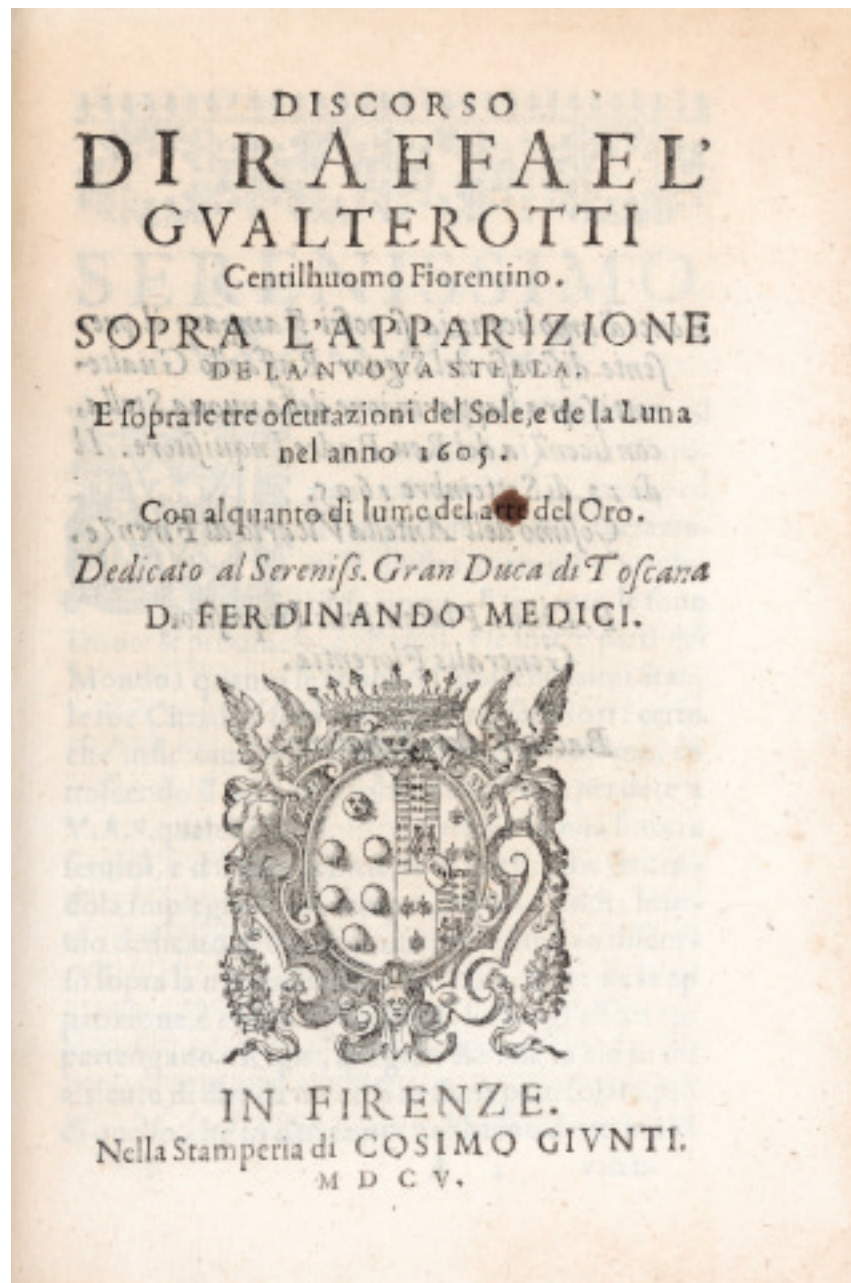 DISCORSO
DI RAFFAEL'
GVALTEROTTI
Centilhuomo Fiorentino.
SOPRA L'APPARIZIONE
DE LA NVOVA STELLA.
E ſopra le tre oſcurazioni del Sole, e de la Luna
nel anno 1605.
Con alquanto di lume del arte del Oro.
Dedicato al Sereniſs. Gran Duca di Toſcana
D. FERDINANDO MEDICI.
IN FIRENZE.
Nella Stamperia di COSIMO GIVNTI.
M D C V.